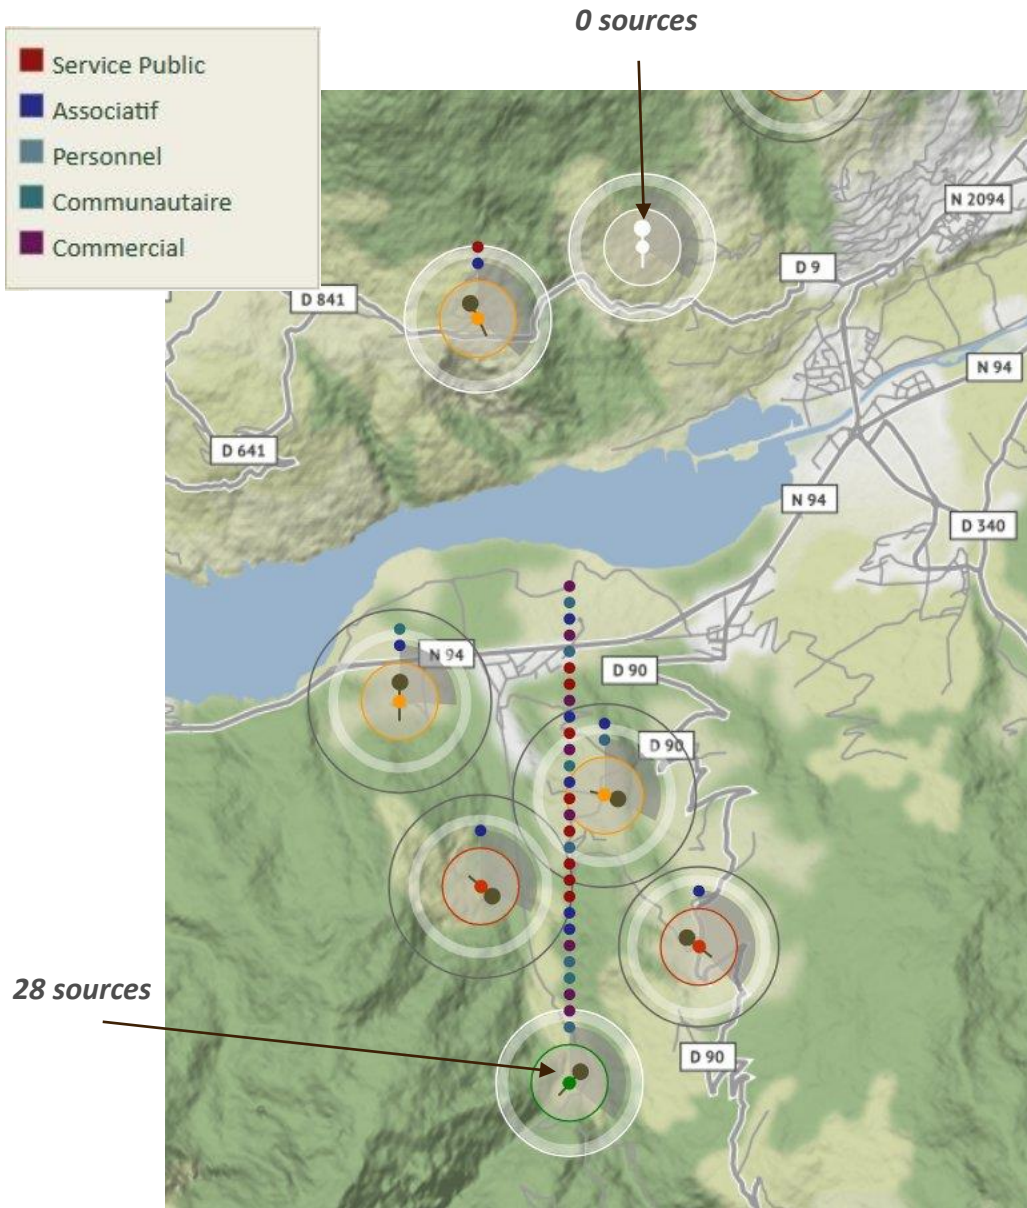 0 sources
Service Public
Associatif
Personnel
Communautaire
Commercial
N 2094
D 9
D 841
N 94
D 641
N 94
D 340
N 94
D 90
D 90
28 sources
D 90